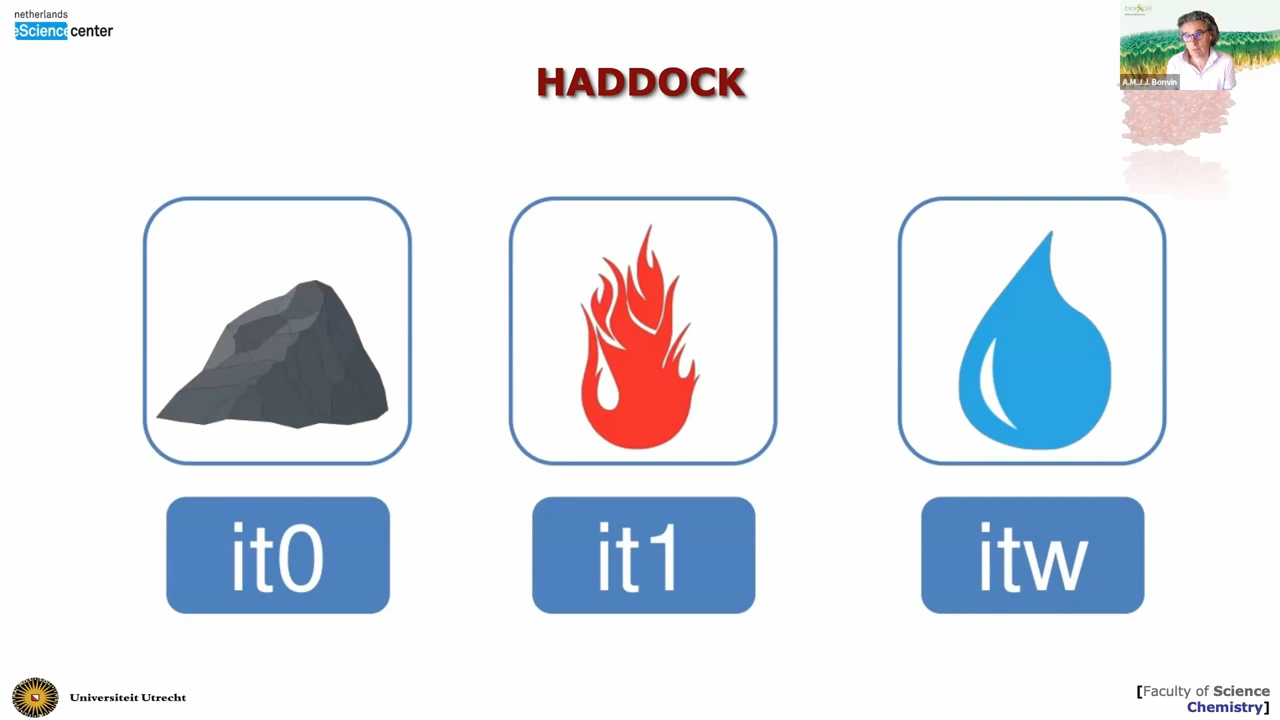 netherlands
eScience center
HADDOCK
A.M.J.J. Bonvin
it0
it1
itw
Universiteit Utrecht
[Faculty of Science
Chemistry]